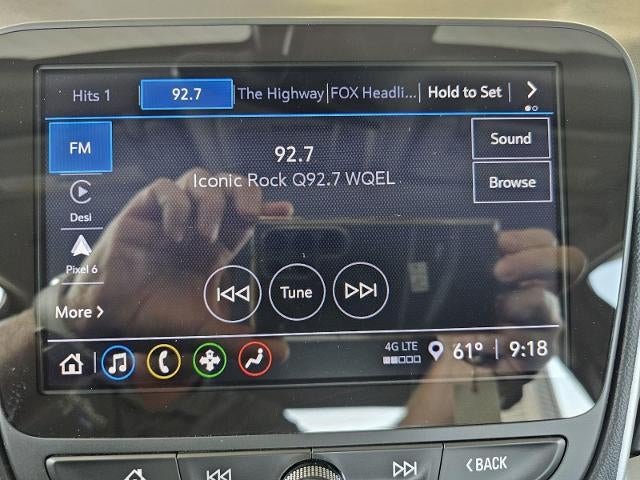 Hits 1 92.7 The Highway FOX Headli... Hold to Set
FM
92.7
Iconic Rock Q92.7 WQEL
Sound
Browse
Desi
Pixel 6
Tune
More >
4G LTE 61° 9:18
<BACK